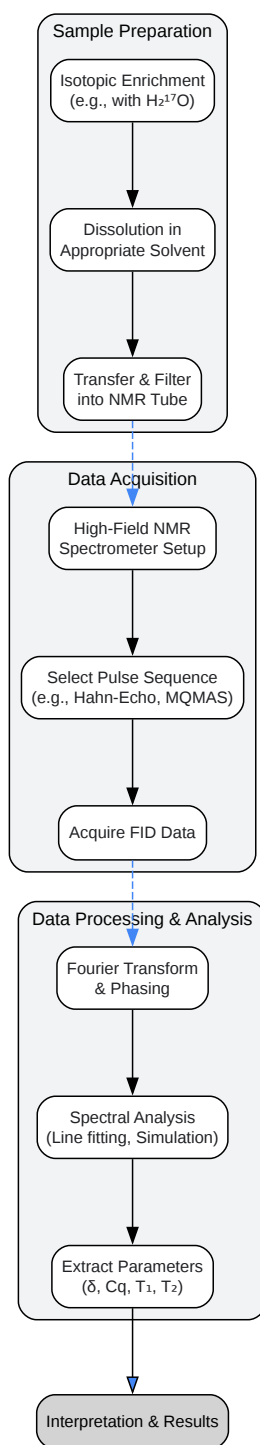 Sample Preparation
Isotopic Enrichment
(e.g., with H₂¹⁷O)
Dissolution in
Appropriate Solvent
Transfer & Filter
into NMR Tube
Data Acquisition
High-Field NMR
Spectrometer Setup
Select Pulse Sequence
(e.g., Hahn-Echo, MQMAS)
Acquire FID Data
Data Processing & Analysis
Fourier Transform
& Phasing
Spectral Analysis
(Line fitting, Simulation)
Extract Parameters
(δ, Cq, T₁, T₂)
Interpretation & Results